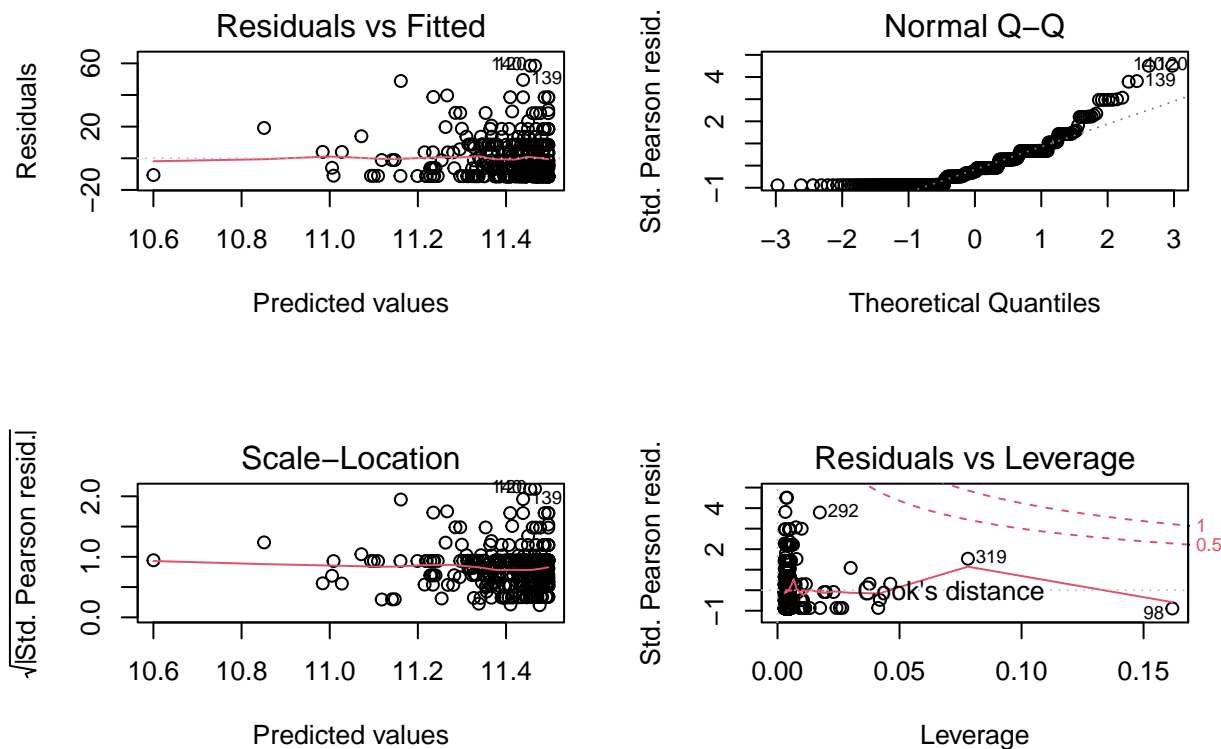 Residuals vs Fitted
Residuals
60
20
−20
139
10.6 10.8 11.0 11.2 11.4
Predicted values
Normal Q−Q
Std. Pearson resid.
4
2
−1
140
120
139
−3 −2 −1 0 1 2 3
Theoretical Quantiles
Scale−Location
√|Std. Pearson resid.|
2.0
1.0
0.0
139
10.6 10.8 11.0 11.2 11.4
Predicted values
Residuals vs Leverage
Std. Pearson resid.
4
2
−1
292
319
98
Cook's distance
1
0.5
0.00 0.05 0.10 0.15
Leverage